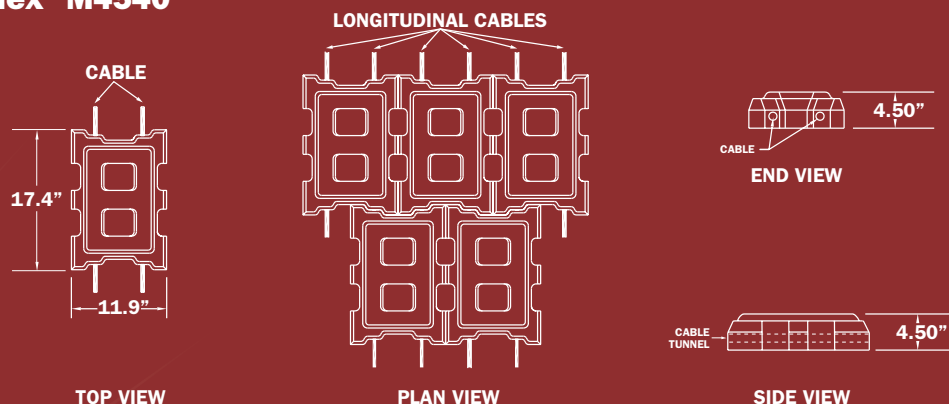 M4540
LONGITUDINAL CABLES
CABLE
17.4”
11.9”
TOP VIEW
PLAN VIEW
4.50”
CABLE
END VIEW
CABLE
TUNNEL
4.50”
SIDE VIEW